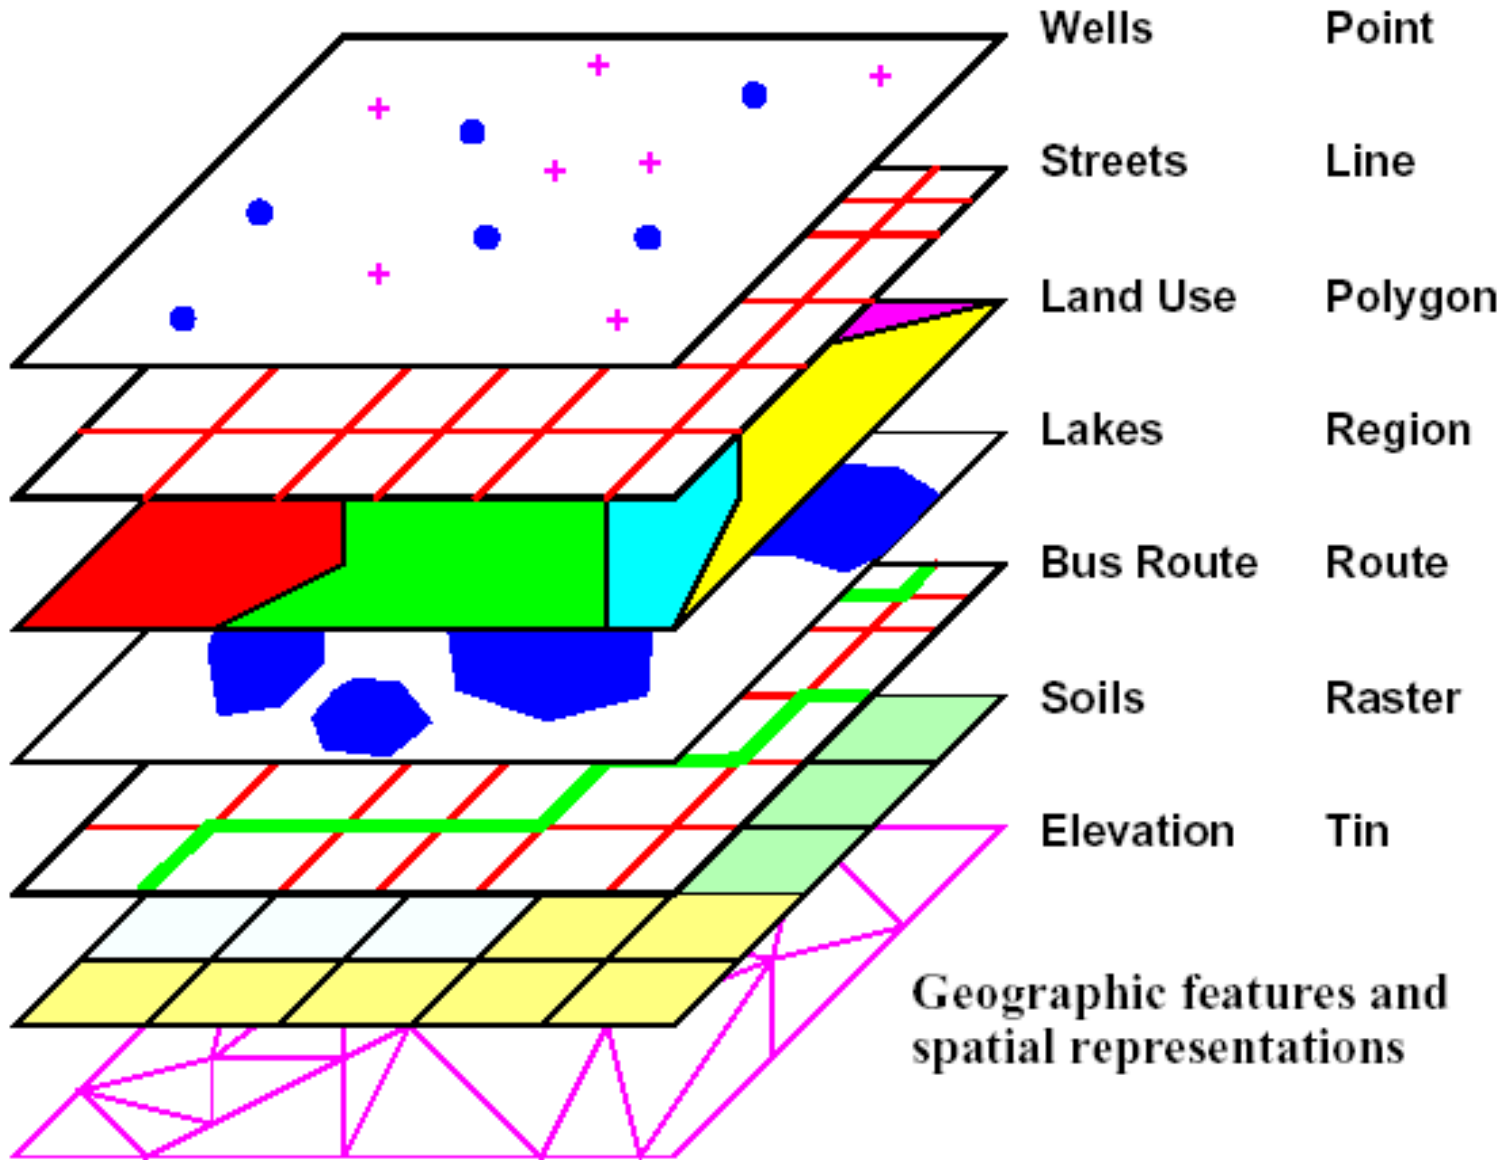 Wells Point
Streets Line
Land Use Polygon
Lakes Region
Bus Route Route
Soils Raster
Elevation Tin
Geographic features and
spatial representations